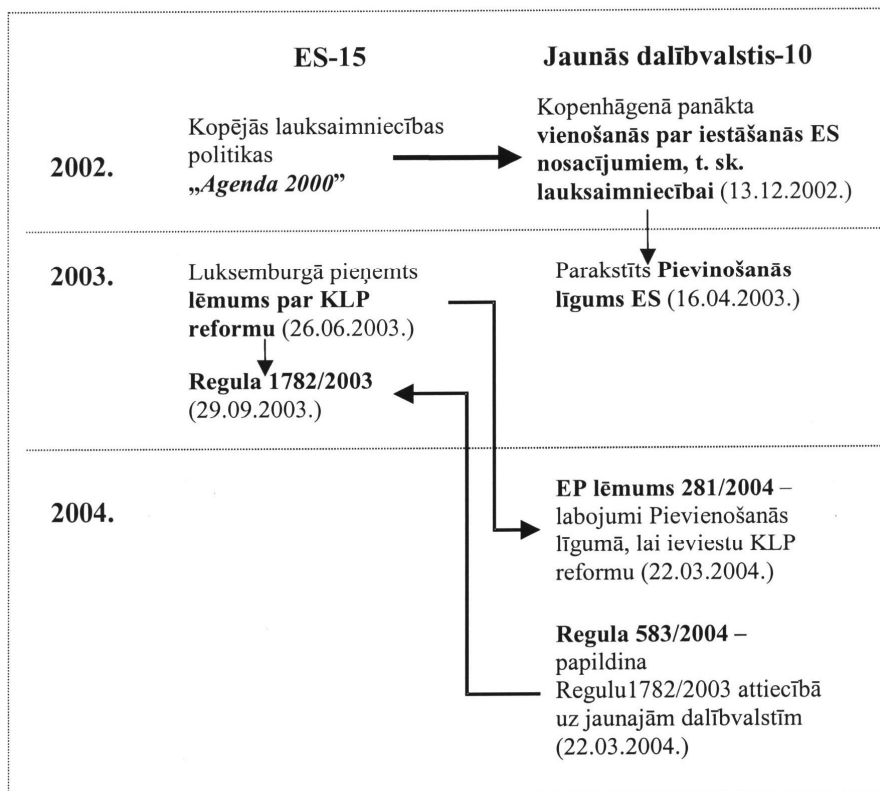 ES-15
Jaunās dalībvalstis-10
2002.
Kopējās lauksaimniecības
politikas
„Agenda 2000”
Kopenhāgenā panākta
vienošanās par iestāšanās ES
nosacījumiem, t. sk.
lauksaimniecībai (13.12.2002.)
2003.
Luksemburgā pieņemts
lēmums par KLP
reformu (26.06.2003.)
Regula 1782/2003
(29.09.2003.)
Parakstīts Pievinošanās
līgums ES (16.04.2003.)
2004.
EP lēmums 281/2004 –
labojumi Pievienošanās
līgumā, lai ieviestu KLP
reformu (22.03.2004.)
Regula 583/2004 –
papildina
Regulu1782/2003 attiecībā
uz jaunajām dalībvalstīm
(22.03.2004.)